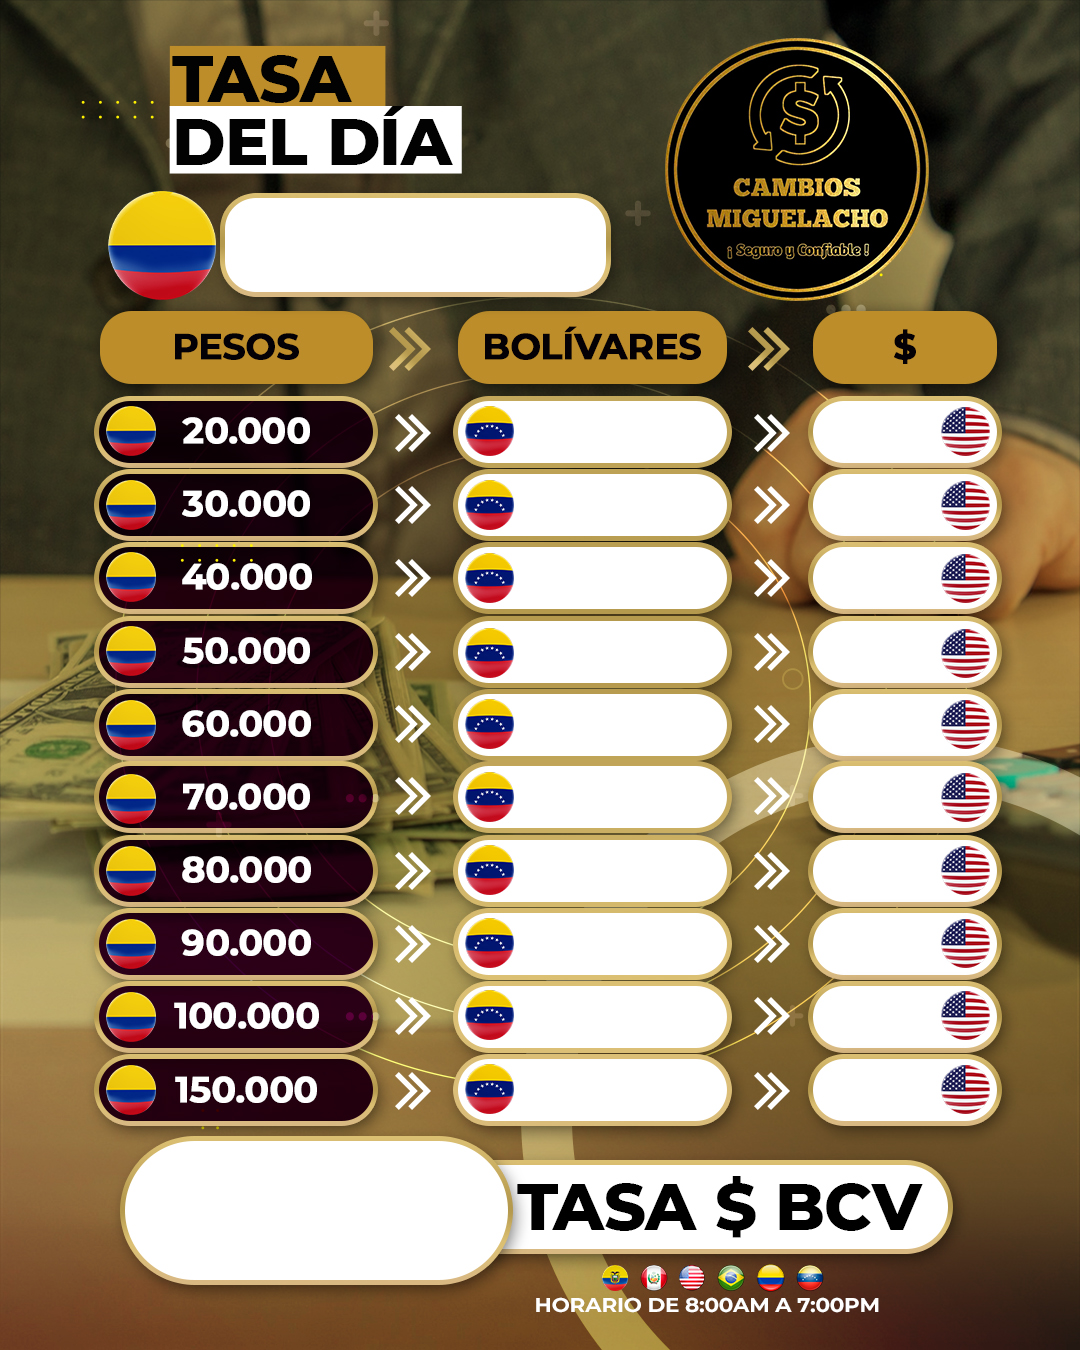 TASA
DEL DÍA
CAMBIOS
MIGUELACHO
¡ Seguro y Confiable !
PESOS
BOLÍVARES
$
20.000
30.000
40.000
50.000
60.000
70.000
80.000
90.000
100.000
150.000
TASA $ BCV
HORARIO DE 8:00AM A 7:00PM